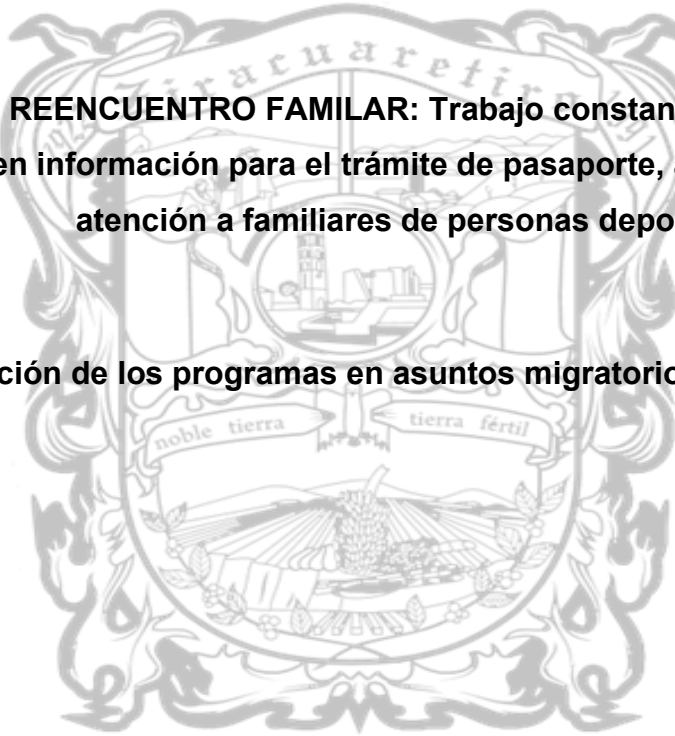 Tiracuaretiro
REENCUENTRO FAMILAR: Trabajo constan
en información para el trámite de pasaporte,
atención a familiares de personas depo
ción de los programas en asuntos migratorio
noble tierra
tierra fértil